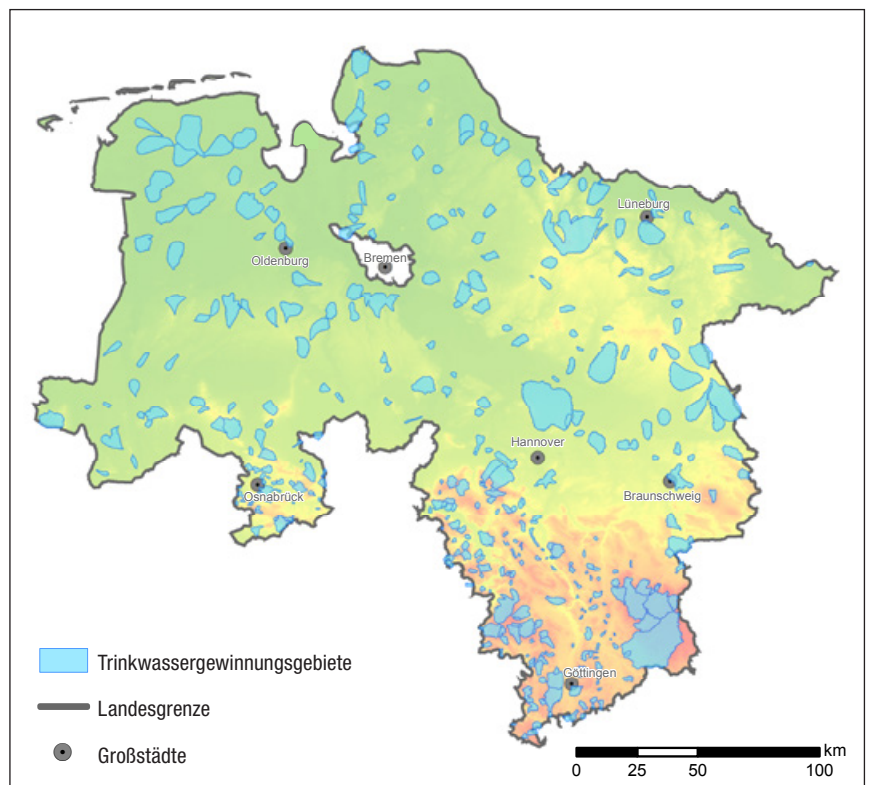 Lüneburg
Oldenburg
Bremen
Hannover
Osnabrück
Braunschweig
Göttingen
Trinkwassergewinnungsgebiete
Landesgrenze
Großstädte
km
0 25 50 100